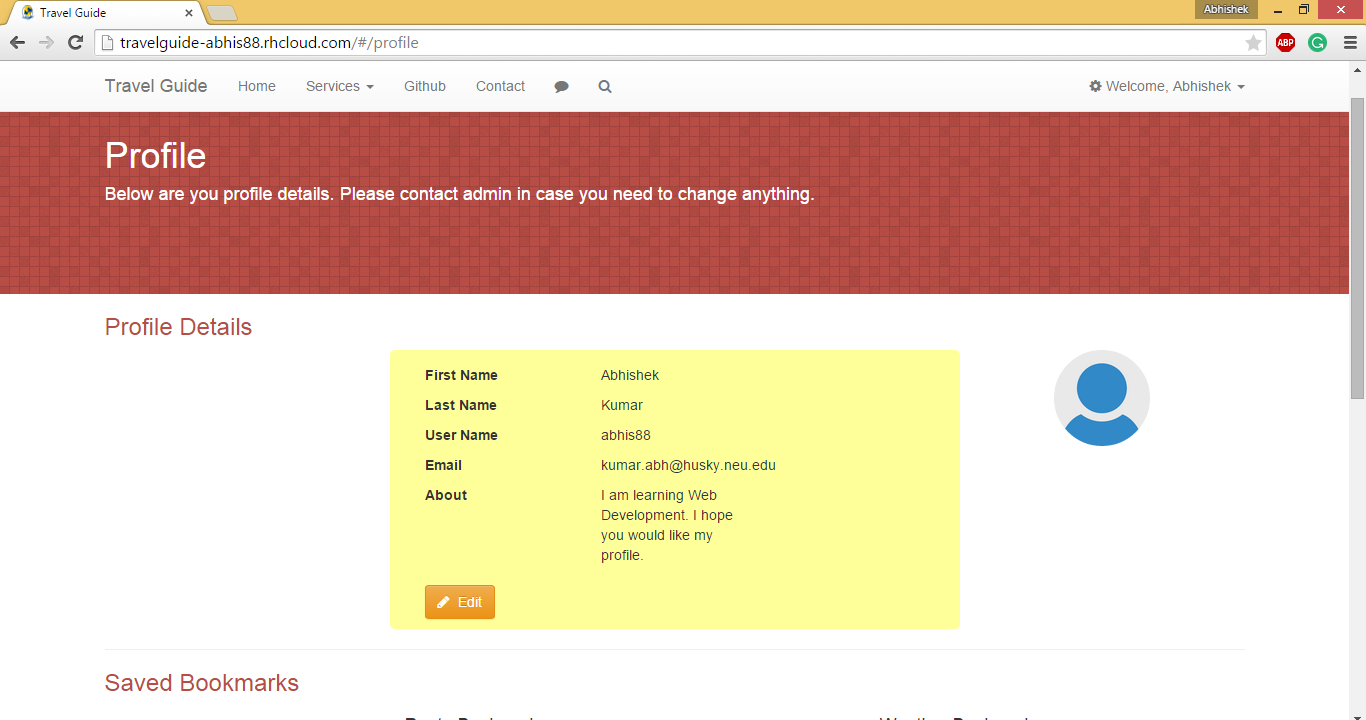 Travel Guide
Abhishek
travelguide-abhis88.rhcloud.com/#/profile
ABP
G
Travel Guide Home Services Github Contact Welcome, Abhishek
Profile
Below are you profile details. Please contact admin in case you need to change anything.
Profile Details
First Name Abhishek
Last Name Kumar
User Name abhis88
Email kumar.abh@husky.neu.edu
About I am learning Web
Development. I hope
you would like my
profile.
Edit
Saved Bookmarks